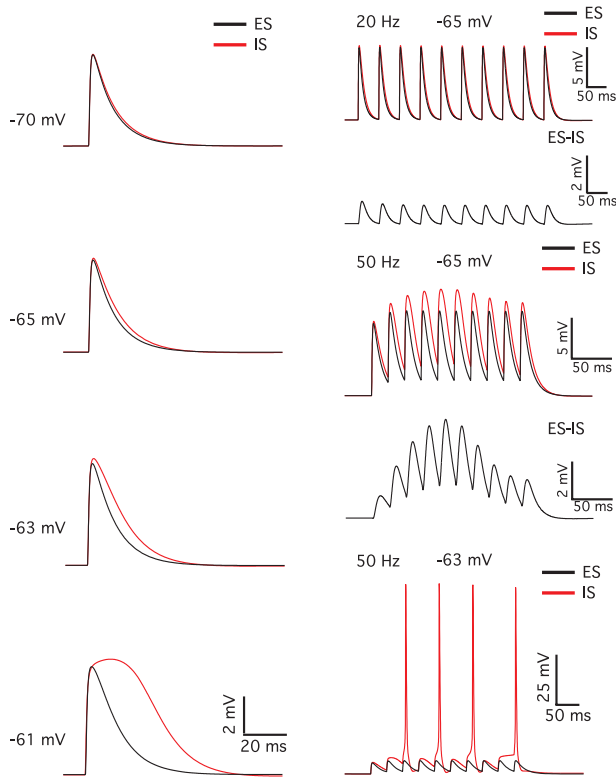 ES
IS
-70 mV
-65 mV
-63 mV
-61 mV
2 mV
20 ms
20 Hz -65 mV
ES
IS
5 mV
50 ms
ES-IS
2 mV
50 ms
50 Hz -65 mV
ES
IS
5 mV
50 ms
ES-IS
2 mV
50 ms
50 Hz -63 mV
ES
IS
25 mV
50 ms